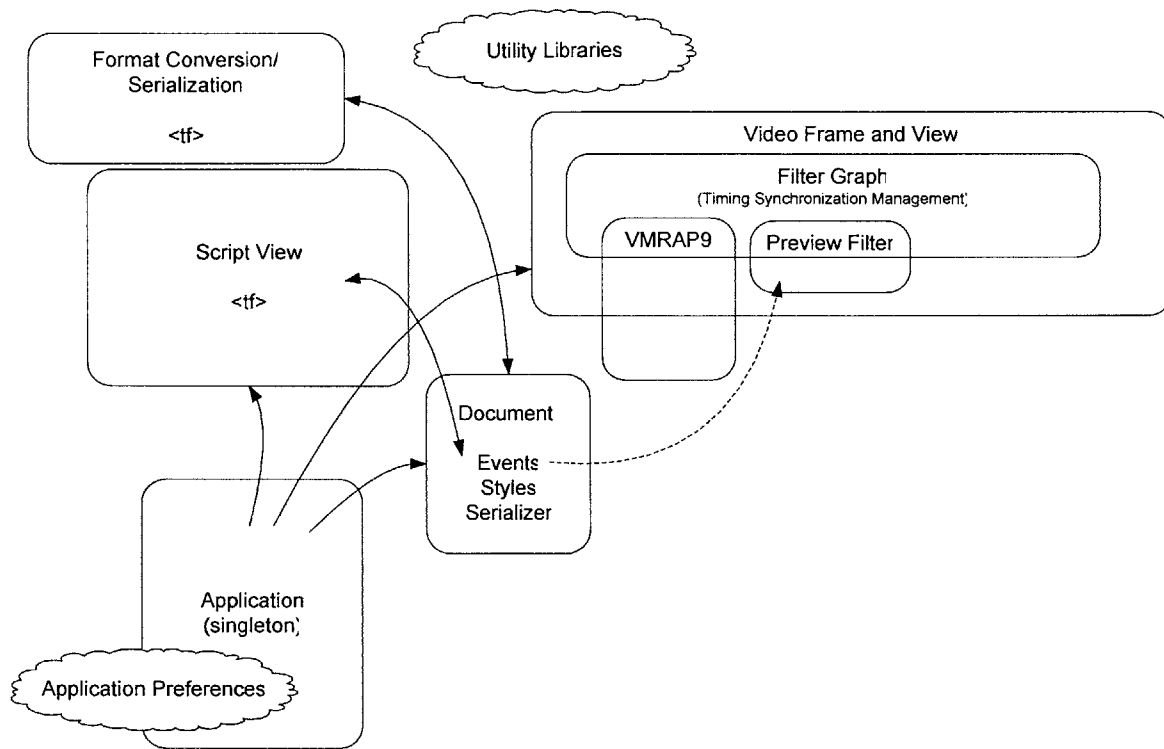 Utility Libraries
Format Conversion/
Serialization
<tf>
Video Frame and View
Filter Graph
(Timing Synchronization Management)
VMRAP9
Preview Filter
Script View
<tf>
Document
Events
Styles
Serializer
Application
(singleton)
Application Preferences